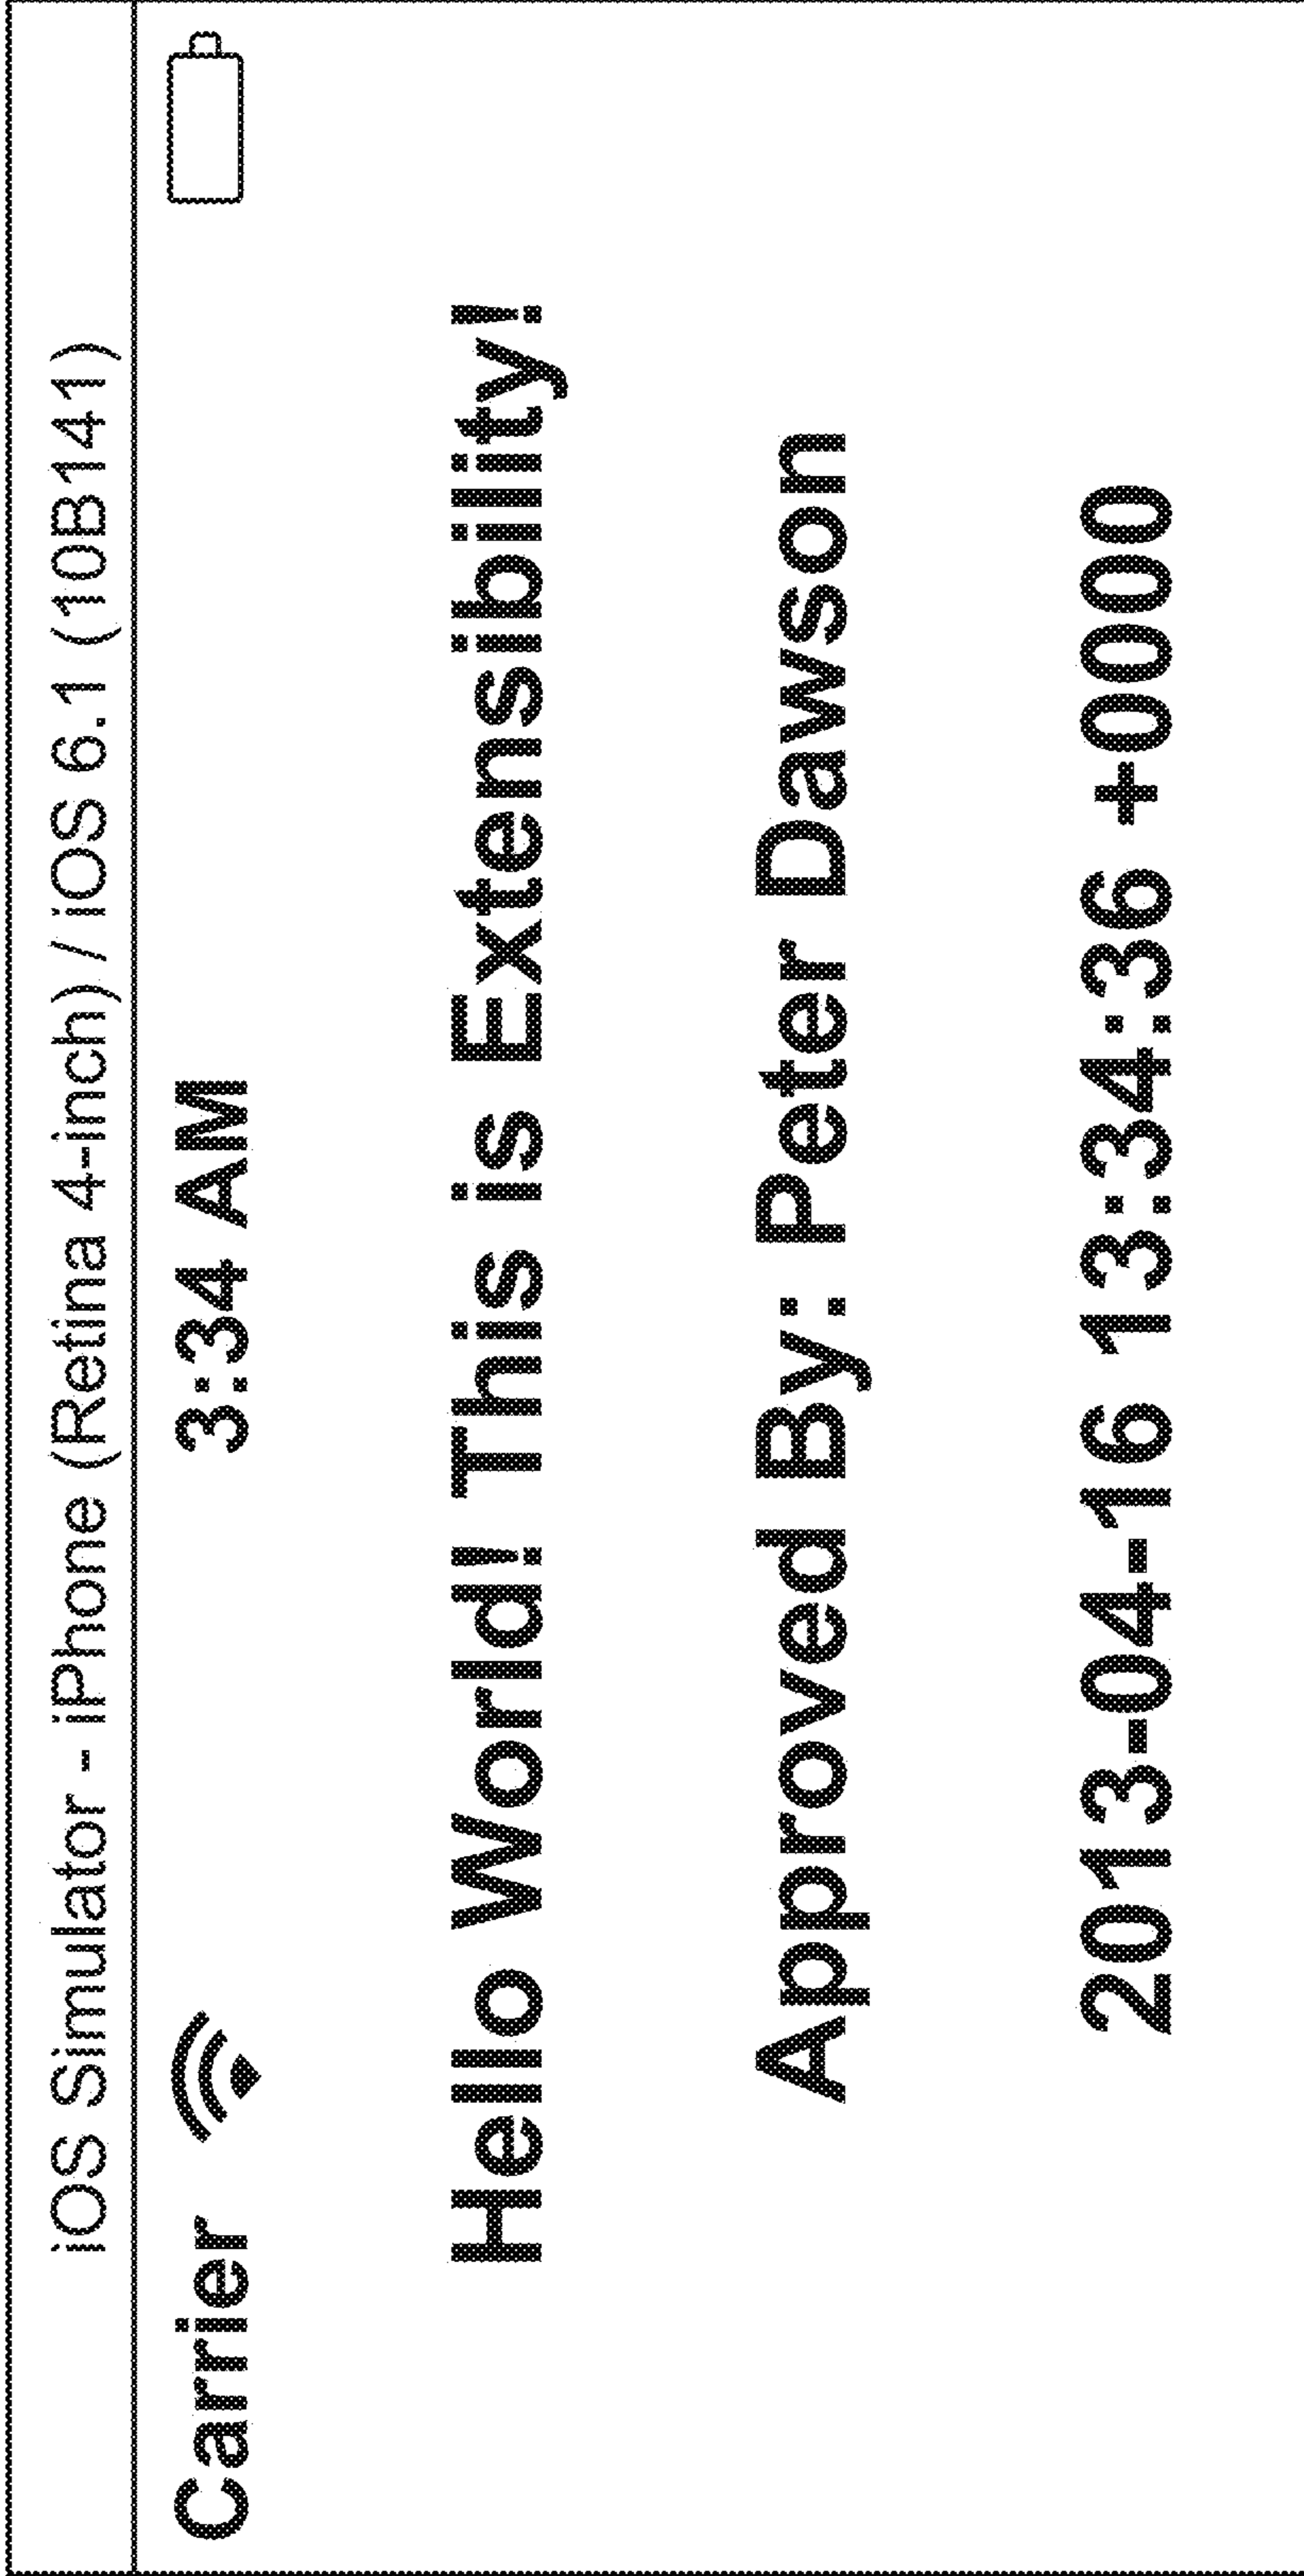 iOS Simulator - iPhone (Retina 4-inch) / iOS 6.1 (10B141)
Carrier 3:34 AM
Hello World! This is Extensibility!
Approved By: Peter Dawson
2013-04-16 13:34:36 +0000